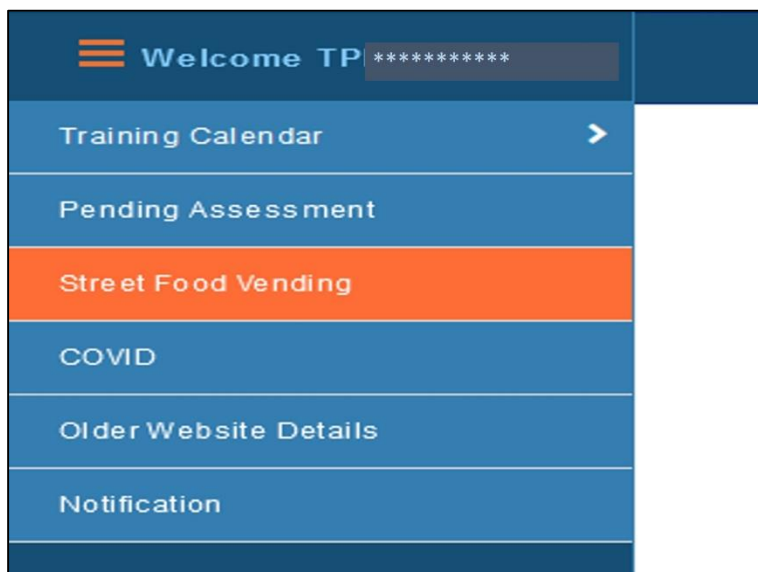 Welcome TP ***********
Training Calendar
Pending Assessment
Street Food Vending
COVID
Older Website Details
Notification